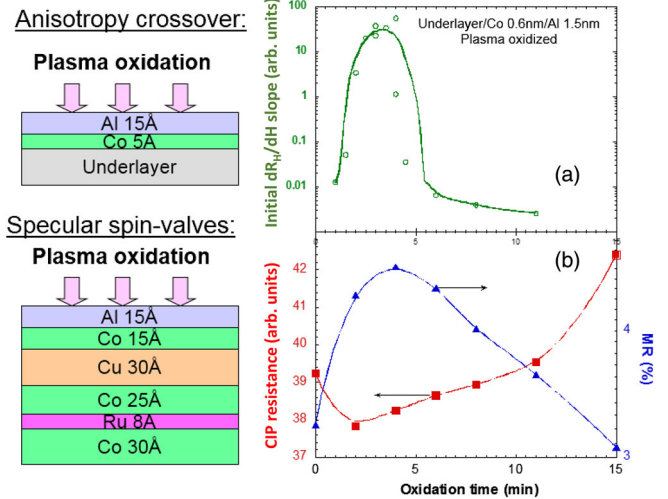 Anisotropy crossover:
Plasma oxidation
Al 15Å
Co 5A
Underlayer
Specular spin-valves:
Plasma oxidation
Al 15Å
Co 15Å
Cu 30Å
Co 25Å
Ru 8A
Co 30Å
Initial dR_H/dH slope (arb. units)
100
10
1
0.1
0.01
Underlayer/Co 0.6nm/Al 1.5nm
Plasma oxidized
(a)
0 5 10 15
CIP resistance (arb. units)
42
41
40
39
38
37
(b)
4
3
MR (%)
0 5 10 15
Oxidation time (min)